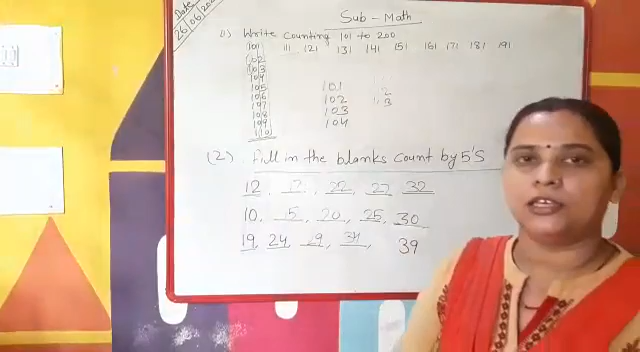 Date
26/06/20
Sub - Math
(1) Write Counting 101 to 200
101 111 121 131 141 151 161 171 181 191
102
103
104
105
106
107
108
109
110
101
102 2
103 3
104
(2). Fill in the blanks count by 5'S
12, 17, 22, 27, 32
10, 15, 20, 25, 30
19, 24, 29, 34, 39